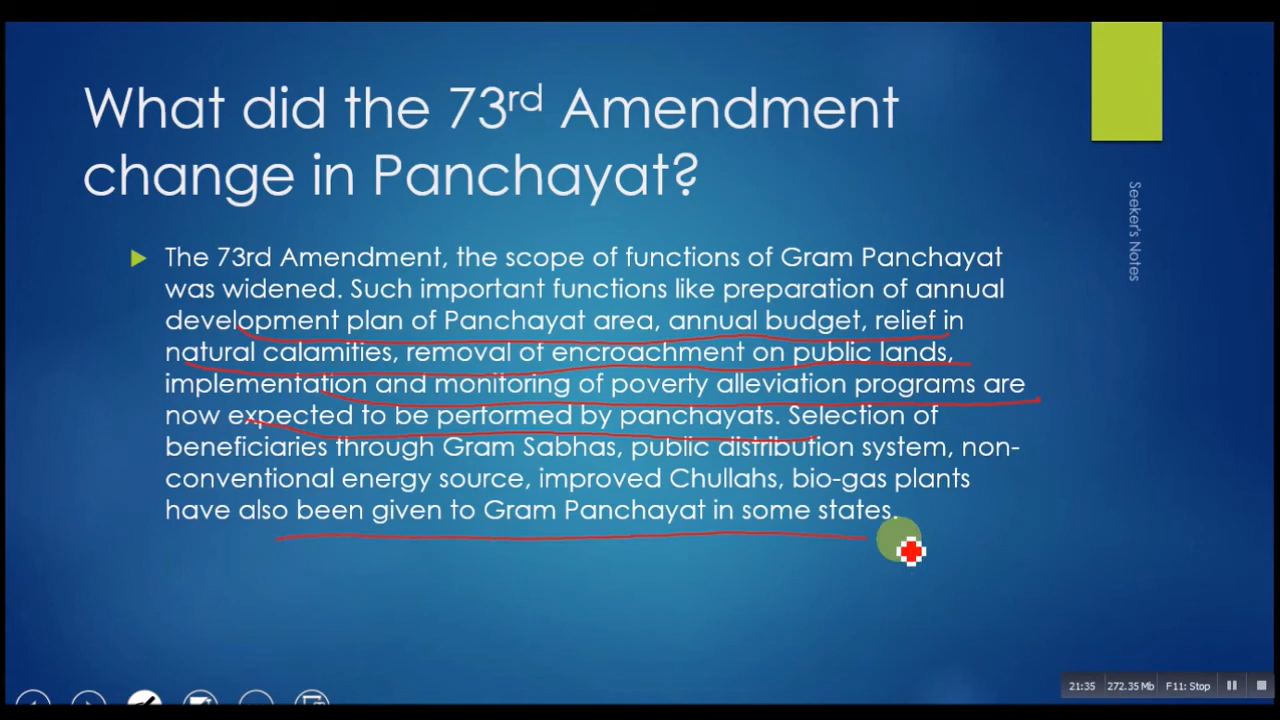 What did the 73rd Amendment
change in Panchayat?
The 73rd Amendment, the scope of functions of Gram Panchayat
was widened. Such important functions like preparation of annual
development plan of Panchayat area, annual budget, relief in
natural calamities, removal of encroachment on public lands,
implementation and monitoring of poverty alleviation programs are
now expected to be performed by panchayats. Selection of
beneficiaries through Gram Sabhas, public distribution system, non-
conventional energy source, improved Chullahs, bio-gas plants
have also been given to Gram Panchayat in some states.
Seeker's Notes
21:35 272.35 Mb F11: Stop